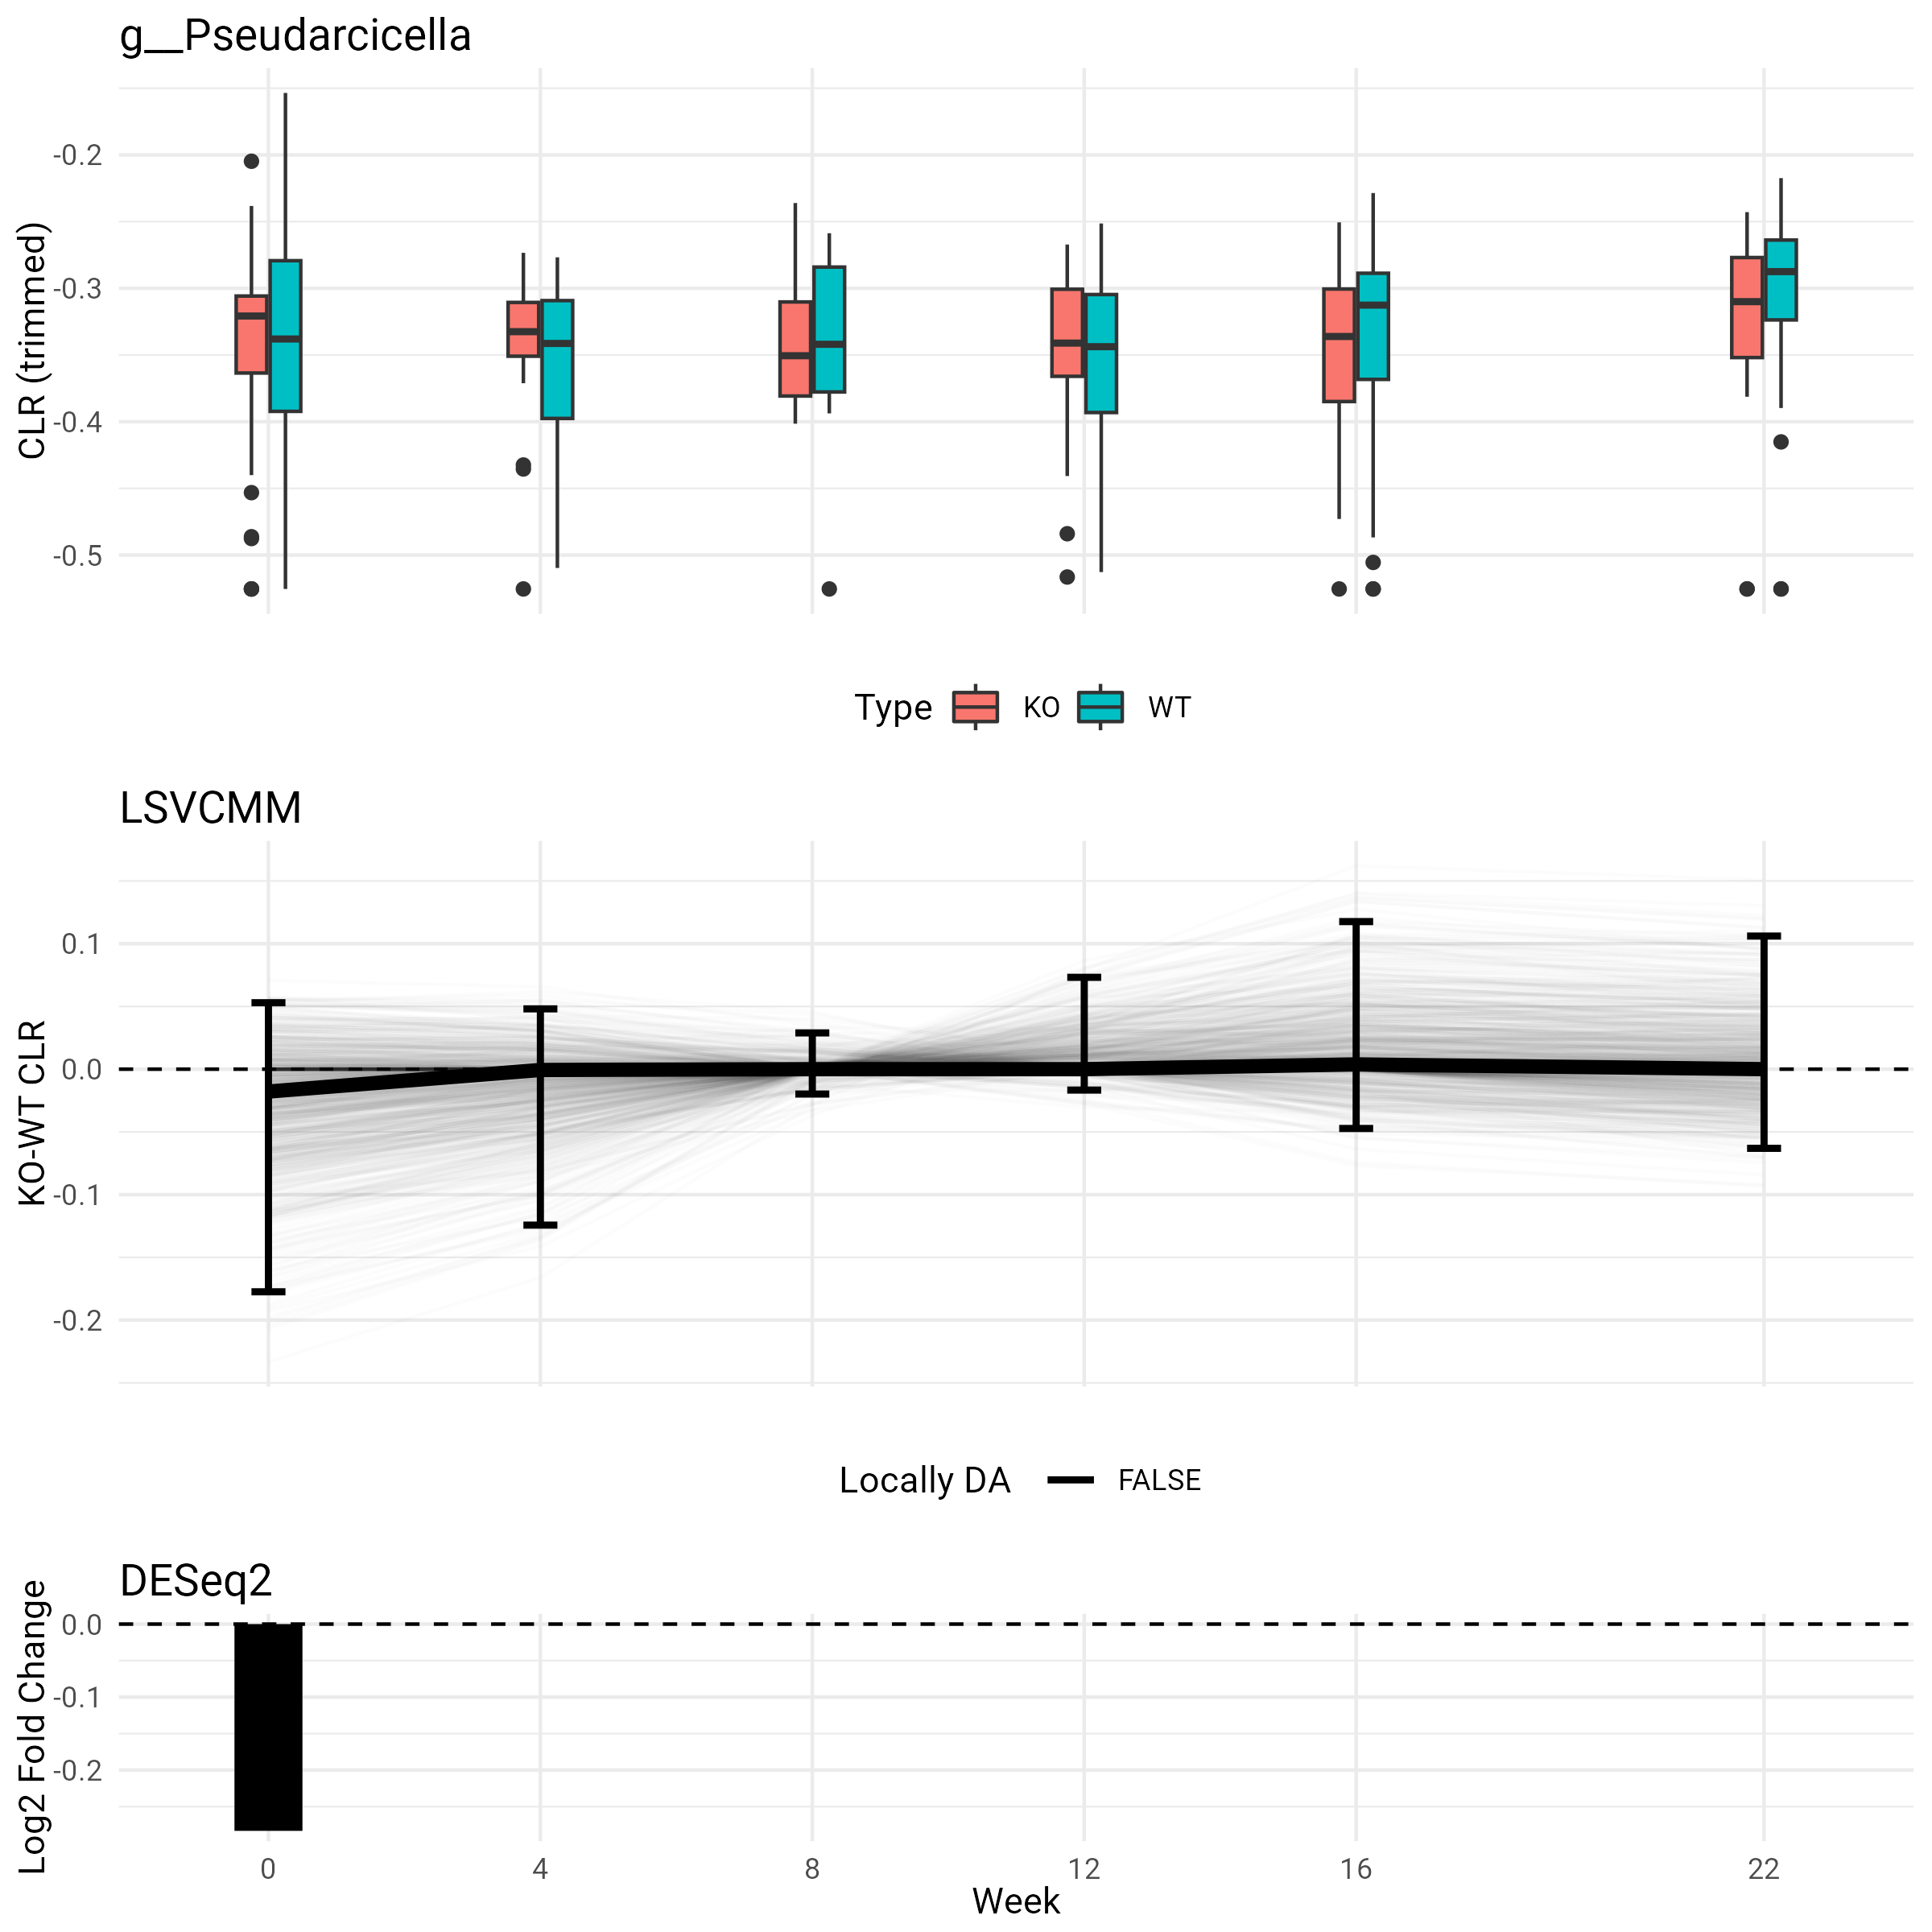 g__Pseudarcicella
CLR (trimmed)
-0.2
-0.3
-0.4
-0.5
Type KO WT
LSVCMM
KO-WT CLR
0.1
0.0
-0.1
-0.2
Locally DA FALSE
DESeq2
Log2 Fold Change
0.0
-0.1
-0.2
0 4 8 12 16 22
Week